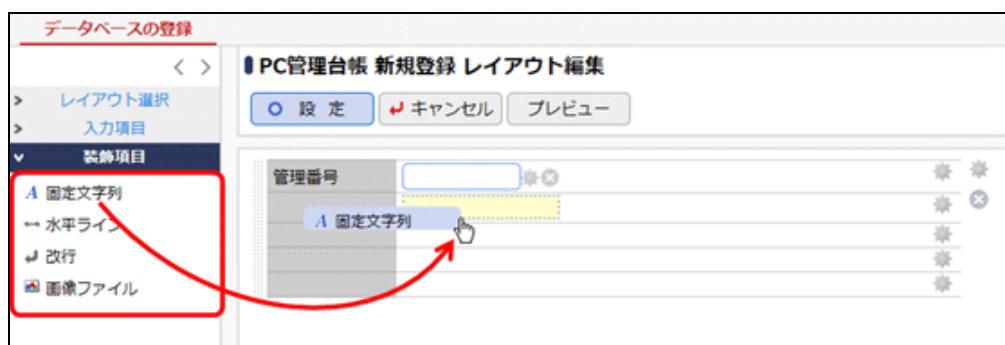 データベースの登録
< >
PC管理台帳 新規登録 レイアウト編集
> レイアウト選択
設 定
キャンセル
プレビュー
> 入力項目
装飾項目
管理番号
A 固定文字列
A 固定文字列
水平ライン
改行
画像ファイル